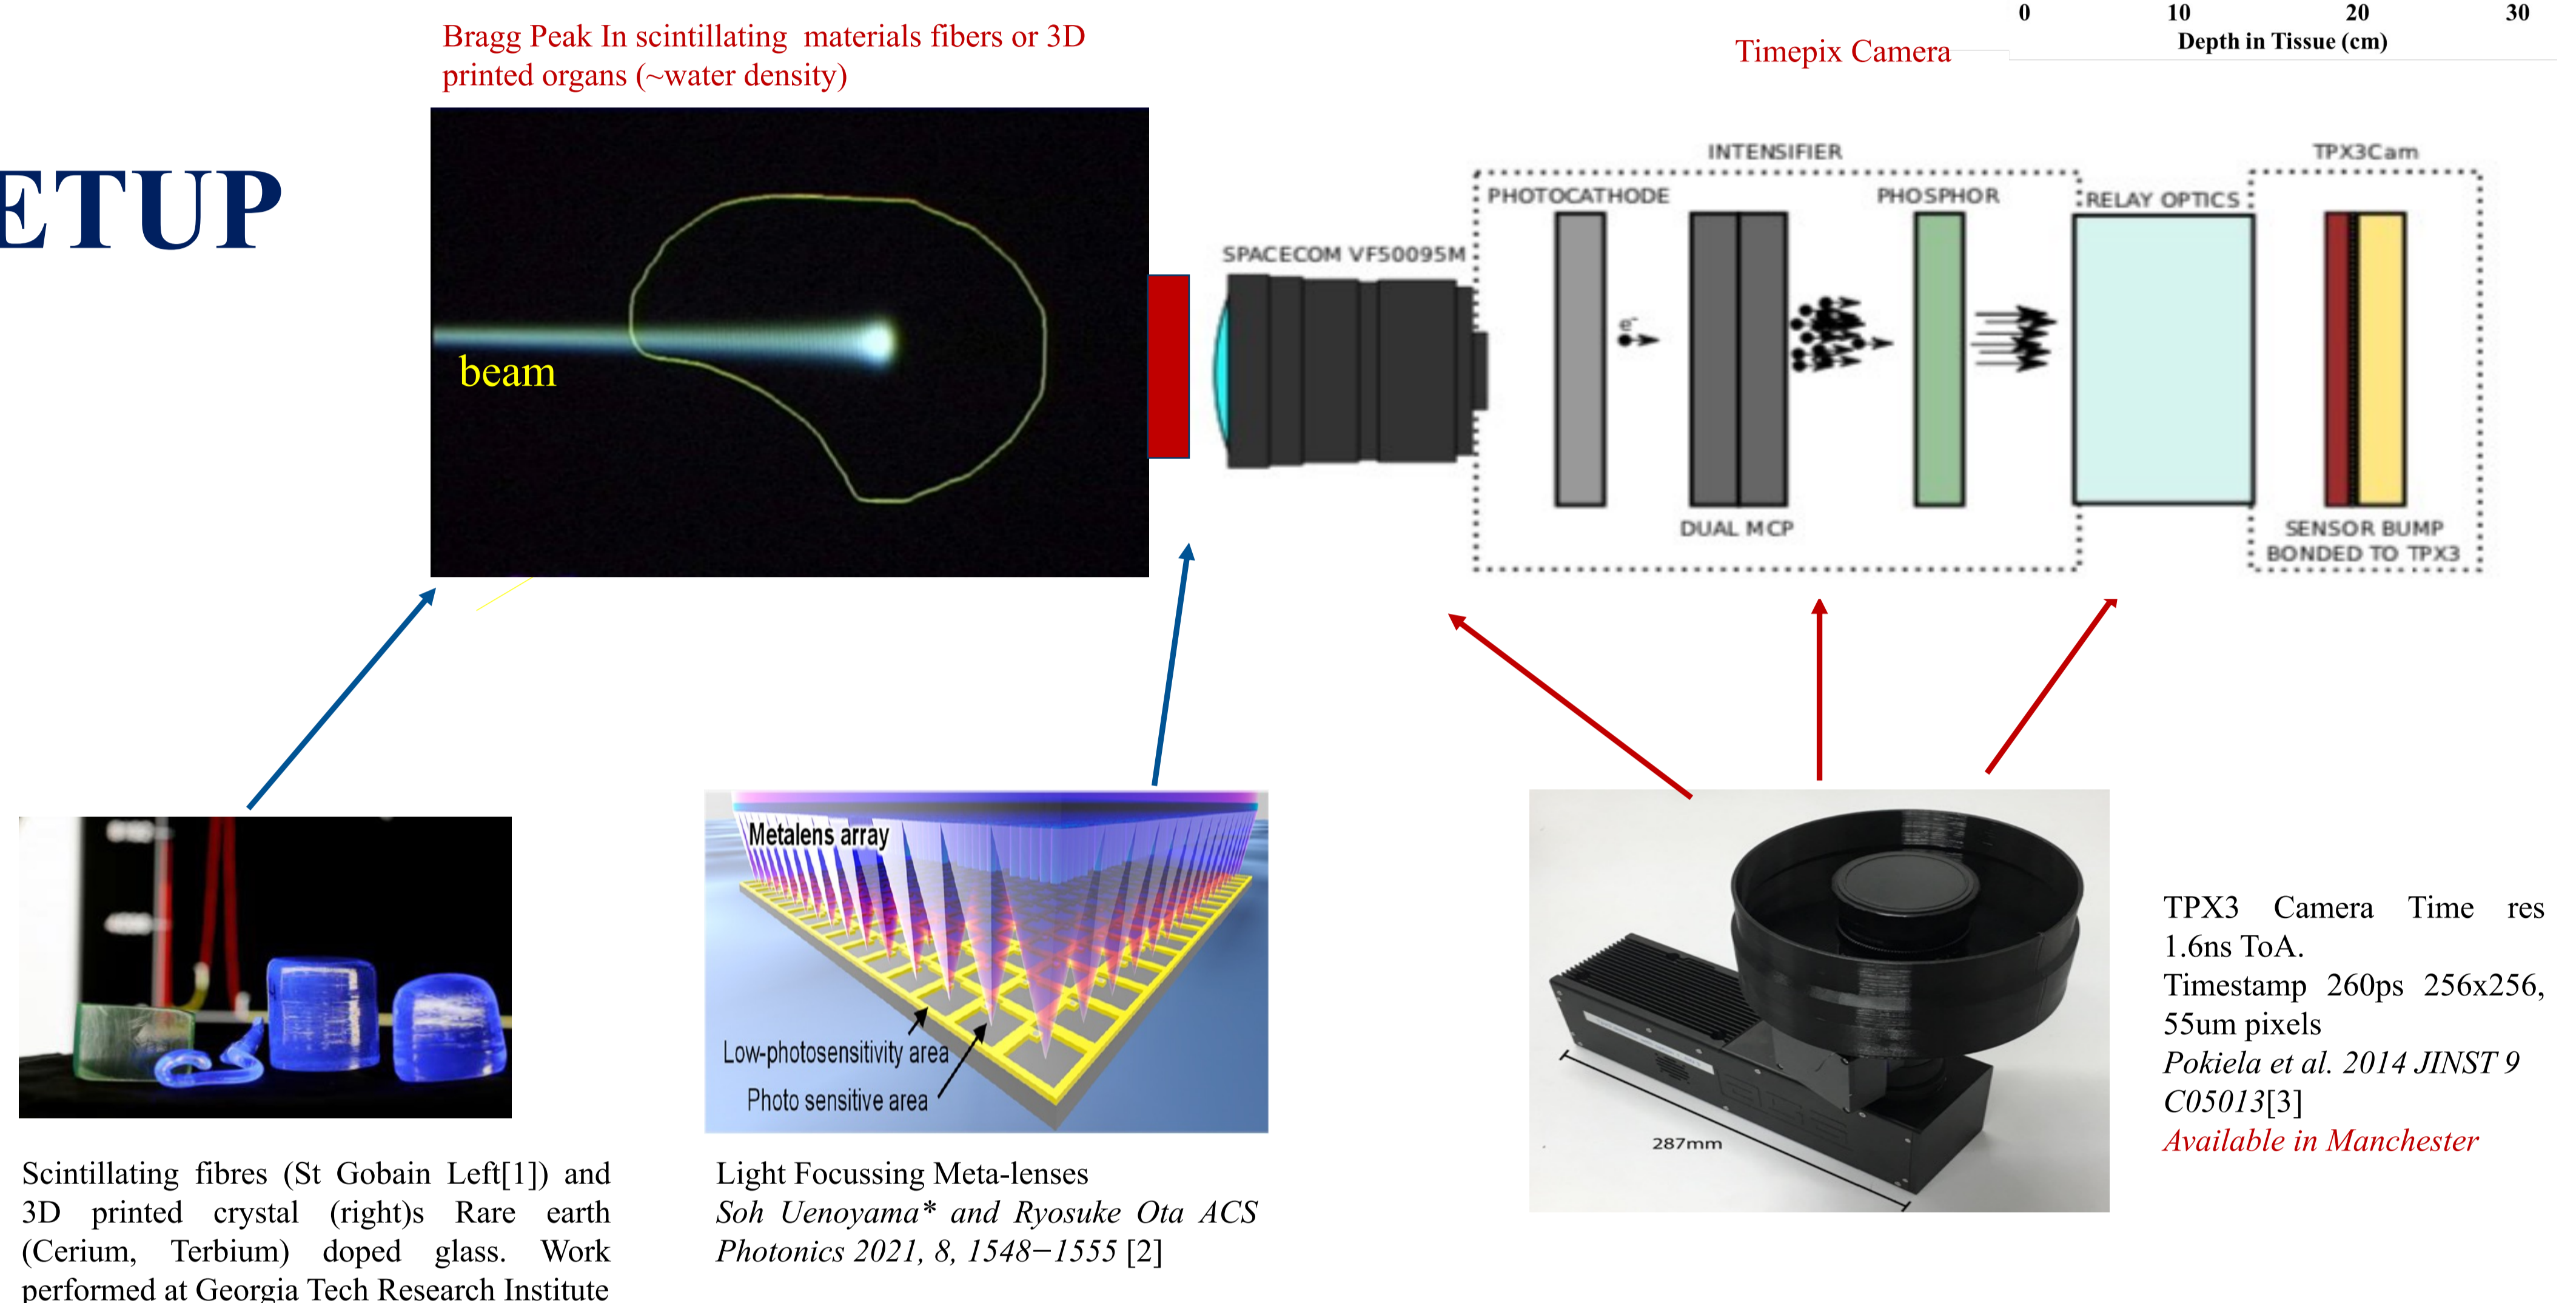 0 10 20 30
Depth in Tissue (cm)
Bragg Peak In scintillating materials fibers or 3D
printed organs (~water density)
Timepix Camera
ETUP
beam
SPACECOM VF50095M
INTENSIFIER
PHOTOCATHODE
PHOSPHOR
DUAL MCP
e-
RELAY OPTICS
TPX3Cam
SENSOR BUMP
BONDED TO TPX3
Metalens array
Low-photosensitivity area
Photo sensitive area
287mm
TPX3 Camera Time res
1.6ns ToA.
Timestamp 260ps 256x256,
55um pixels
Pokiela et al. 2014 JINST 9
C05013[3]
Available in Manchester
Scintillating fibres (St Gobain Left[1]) and
3D printed crystal (right)s Rare earth
(Cerium, Terbium) doped glass. Work
performed at Georgia Tech Research Institute
Light Focussing Meta-lenses
Soh Uenoyama* and Ryosuke Ota ACS
Photonics 2021, 8, 1548−1555 [2]